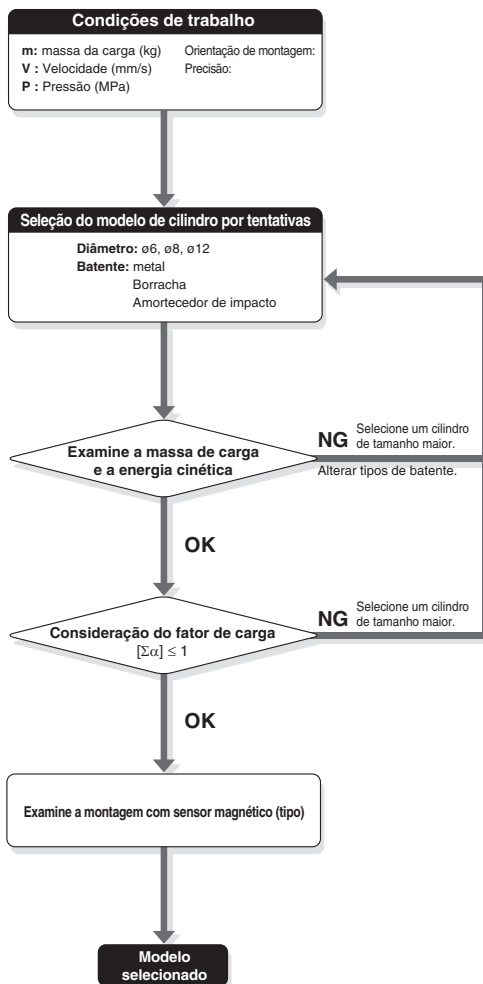 Condições de trabalho
m: massa da carga (kg) Orientação de montagem:
V : Velocidade (mm/s) Precisão:
P : Pressão (MPa)
Seleção do modelo de cilindro por tentativas
Diâmetro: ø6, ø8, ø12
Batente: metal
Borracha
Amortecedor de impacto
Examine a massa de carga
e a energia cinética
NG Selecione um cilindro
de tamanho maior.
Alterar tipos de batente.
OK
Consideração do fator de carga
[Σα] ≤ 1
NG Selecione um cilindro
de tamanho maior.
OK
Examine a montagem com sensor magnético (tipo)
Modelo
selecionado